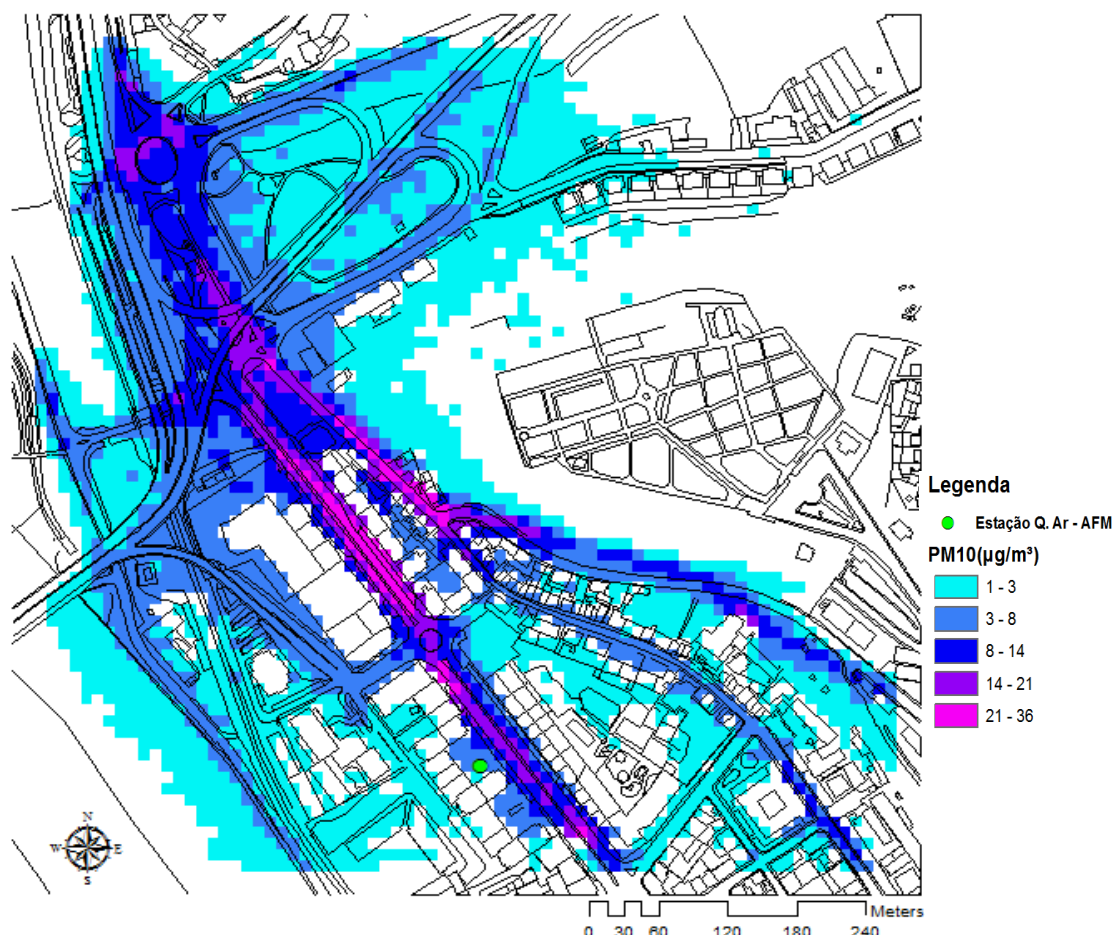 Legenda
Estação Q. Ar - AFM
PM10(µg/m³)
1 - 3
3 - 8
8 - 14
14 - 21
21 - 36
N
W E
S
Meters
0 30 60 120 180 240